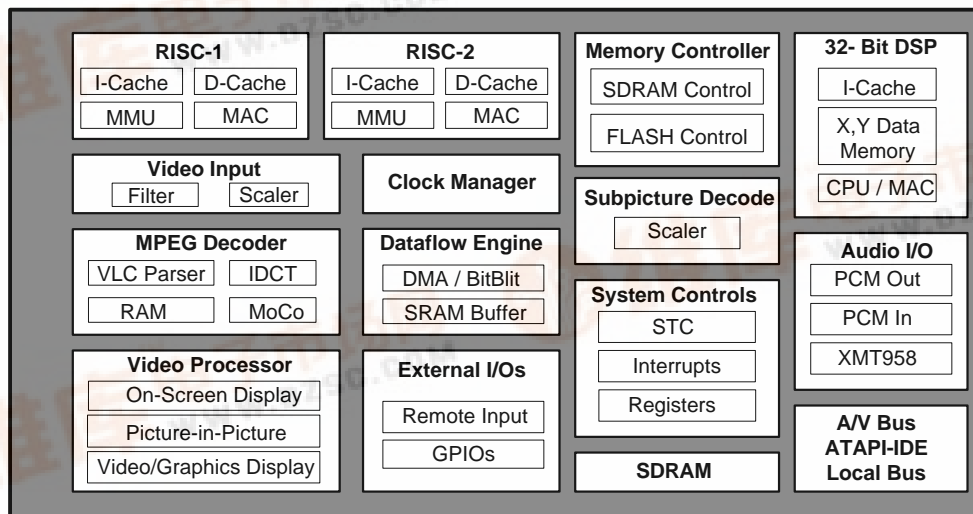 RISC-1
I-Cache
D-Cache
MMU
MAC
RISC-2
I-Cache
D-Cache
MMU
MAC
Memory Controller
SDRAM Control
FLASH Control
32- Bit DSP
I-Cache
X,Y Data
Memory
CPU / MAC
Video Input
Filter
Scaler
Clock Manager
Subpicture Decode
Scaler
MPEG Decoder
VLC Parser
IDCT
RAM
MoCo
Dataflow Engine
DMA / BitBlit
SRAM Buffer
System Controls
STC
Interrupts
Registers
Audio I/O
PCM Out
PCM In
XMT958
Video Processor
On-Screen Display
Picture-in-Picture
Video/Graphics Display
External I/Os
Remote Input
GPIOs
SDRAM
A/V Bus
ATAPI-IDE
Local Bus
WWW.DZSC.COM